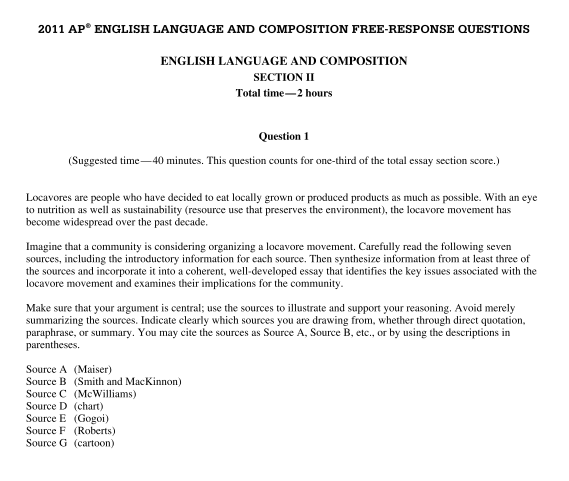 2011 AP® ENGLISH LANGUAGE AND COMPOSITION FREE-RESPONSE QUESTIONS
ENGLISH LANGUAGE AND COMPOSITION
SECTION II
Total time—2 hours
Question 1
(Suggested time—40 minutes. This question counts for one-third of the total essay section score.)
Locavores are people who have decided to eat locally grown or produced products as much as possible. With an eye
to nutrition as well as sustainability (resource use that preserves the environment), the locavore movement has
become widespread over the past decade.
Imagine that a community is considering organizing a locavore movement. Carefully read the following seven
sources, including the introductory information for each source. Then synthesize information from at least three of
the sources and incorporate it into a coherent, well-developed essay that identifies the key issues associated with the
locavore movement and examines their implications for the community.
Make sure that your argument is central; use the sources to illustrate and support your reasoning. Avoid merely
summarizing the sources. Indicate clearly which sources you are drawing from, whether through direct quotation,
paraphrase, or summary. You may cite the sources as Source A, Source B, etc., or by using the descriptions in
parentheses.
Source A (Maiser)
Source B (Smith and MacKinnon)
Source C (McWilliams)
Source D (chart)
Source E (Gogoi)
Source F (Roberts)
Source G (cartoon)